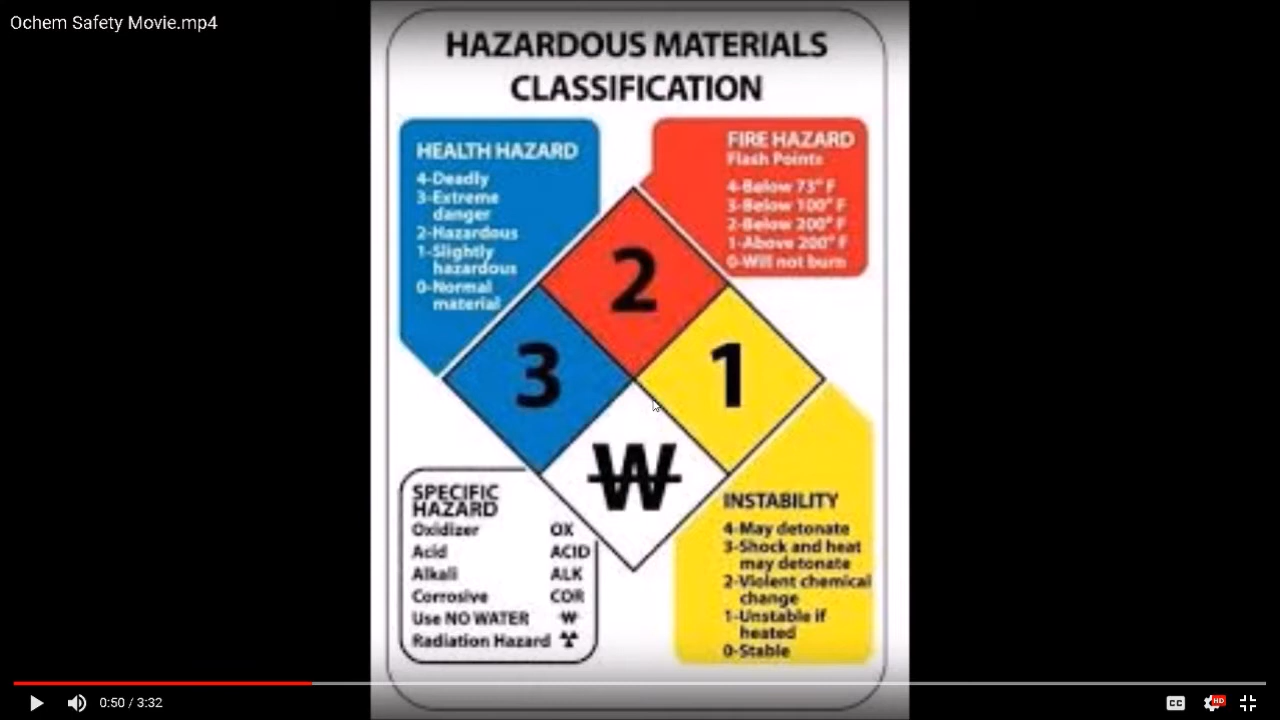 Ochem Safety Movie.mp4
HAZARDOUS MATERIALS
CLASSIFICATION
HEALTH HAZARD
4-Deadly
3-Extreme
danger
2-Hazardous
1-Slightly
hazardous
0-Normal
material
FIRE HAZARD
Flash Points
4-Below 73° F
3-Below 100° F
2-Below 200° F
1-Above 200° F
0-Will not burn
2
3
1
W
SPECIFIC
HAZARD
Oxidizer OX
Acid ACID
Alkali ALK
Corrosive COR
Use NO WATER W
Radiation Hazard
INSTABILITY
4-May detonate
3-Shock and heat
may detonate
2-Violent chemical
change
1-Unstable if
heated
0-Stable
0:50 / 3:32
CC
HD